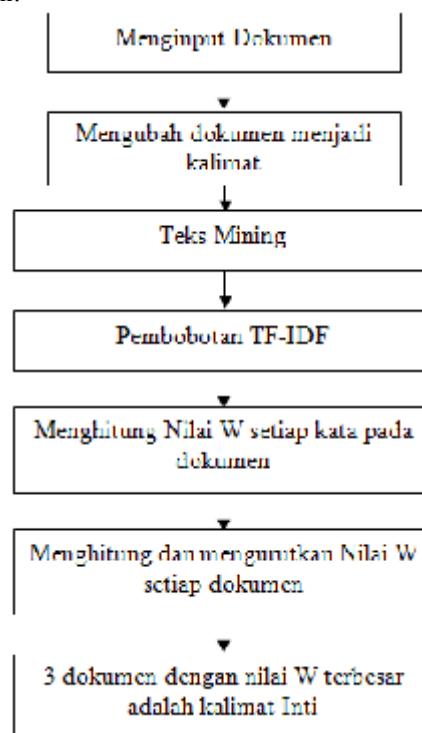 Menginput Dokumen
Mengubah dokumen menjadi
kalimat
Teks Mining
Pembobotan TF-IDF
Menghitung Nilai W setiap kata pada
dokumen
Menghitung dan mengurutkan Nilai W
setiap dokumen
3 dokumen dengan nilai W terbesar
adalah kalimat Inti